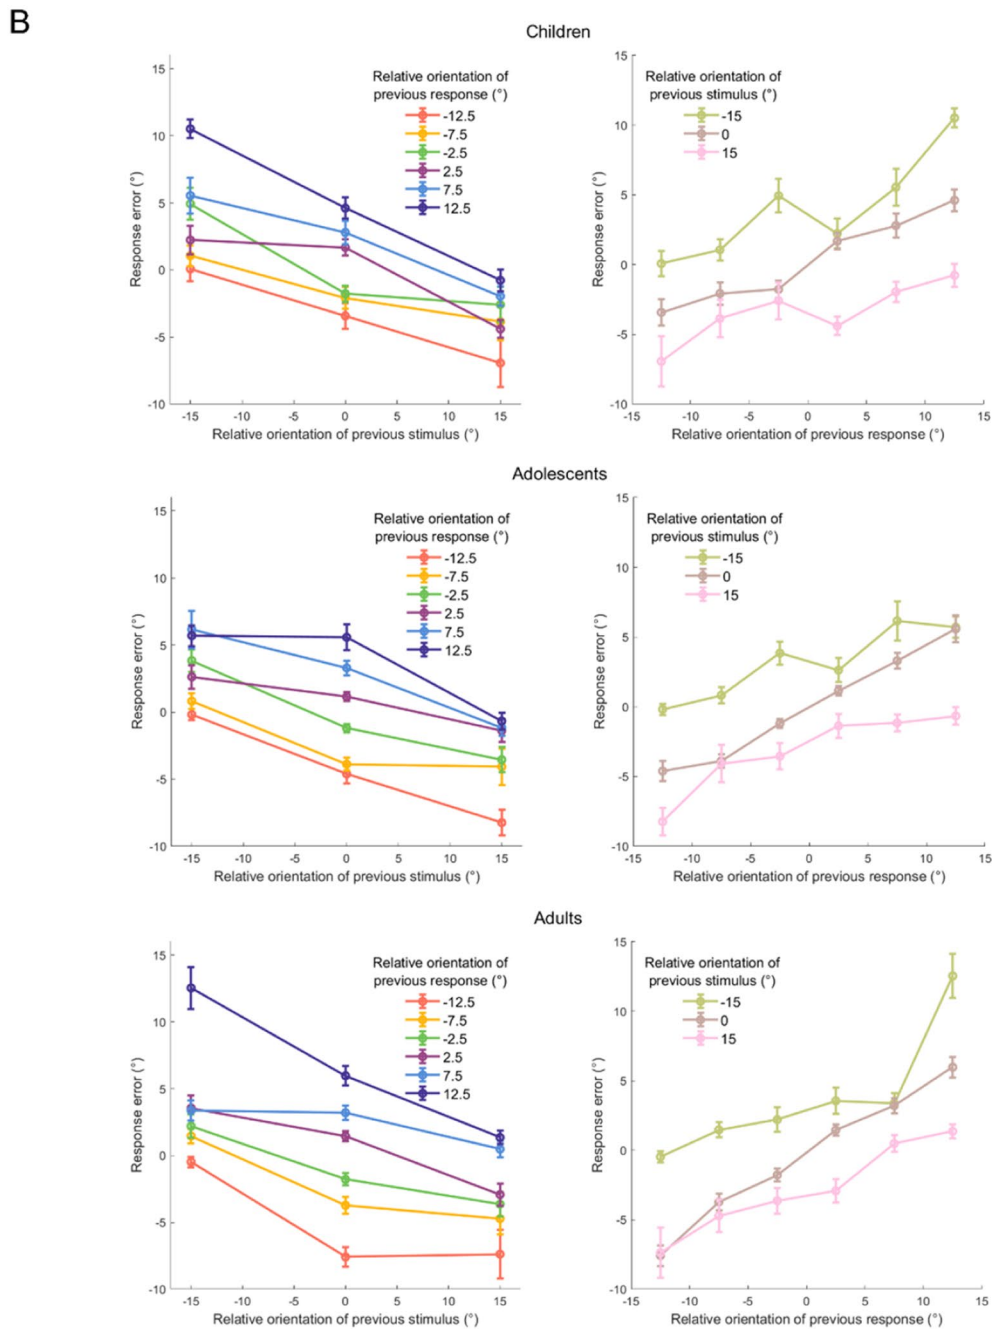 B
Children
Relative orientation of
previous response (°)
-12.5
-7.5
-2.5
2.5
7.5
12.5
15
10
5
0
-5
-10
Response error (°)
-15 -10 -5 0 5 10 15
Relative orientation of previous stimulus (°)
Relative orientation of
previous stimulus (°)
-15
0
15
15
10
5
0
-5
-10
Response error (°)
-15 -10 -5 0 5 10 15
Relative orientation of previous response (°)
Adolescents
Relative orientation of
previous response (°)
-12.5
-7.5
-2.5
2.5
7.5
12.5
15
10
5
0
-5
-10
Response error (°)
-15 -10 -5 0 5 10 15
Relative orientation of previous stimulus (°)
Relative orientation of
previous stimulus (°)
-15
0
15
15
10
5
0
-5
-10
Response error (°)
-15 -10 -5 0 5 10 15
Relative orientation of previous response (°)
Adults
Relative orientation of
previous response (°)
-12.5
-7.5
-2.5
2.5
7.5
12.5
15
10
5
0
-5
-10
Response error (°)
-15 -10 -5 0 5 10 15
Relative orientation of previous stimulus (°)
Relative orientation of
previous stimulus (°)
-15
0
15
15
10
5
0
-5
-10
Response error (°)
-15 -10 -5 0 5 10 15
Relative orientation of previous response (°)